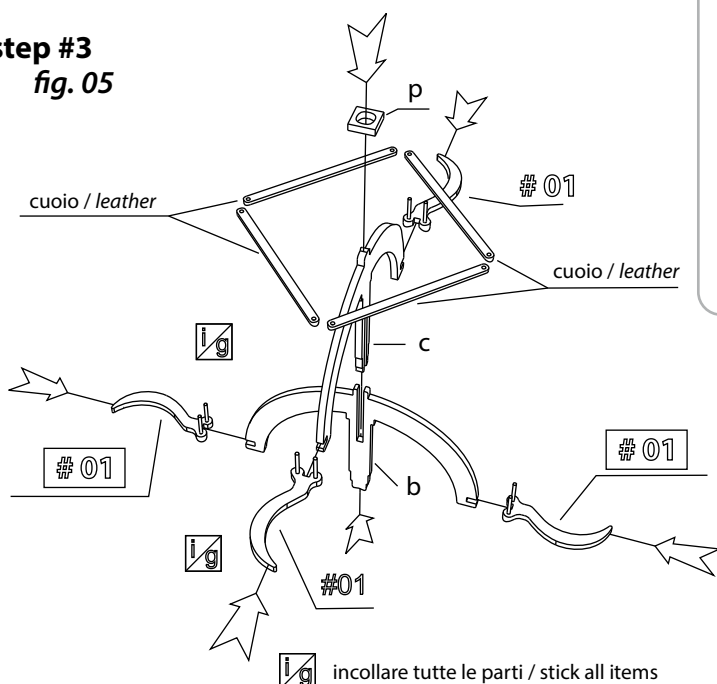 step #3
fig. 05
p
# 01
cuoio / leather
cuoio / leather
i/g
c
# 01
# 01
b
i/g
#01
i/g incollare tutte le parti / stick all items